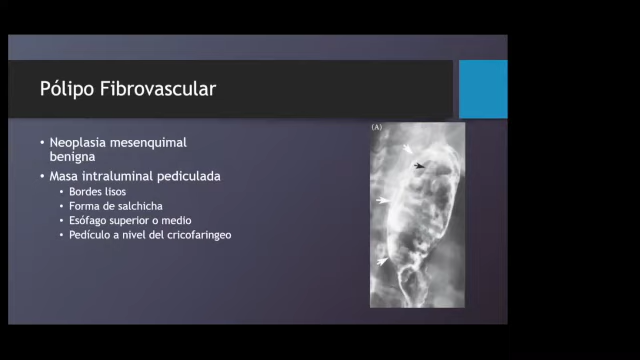 Pólipo Fibrovascular
• Neoplasia mesenquimal
benigna
• Masa intraluminal pediculada
• Bordes lisos
• Forma de salchicha
• Esófago superior o medio
• Pedículo a nivel del cricofaringeo
(A)